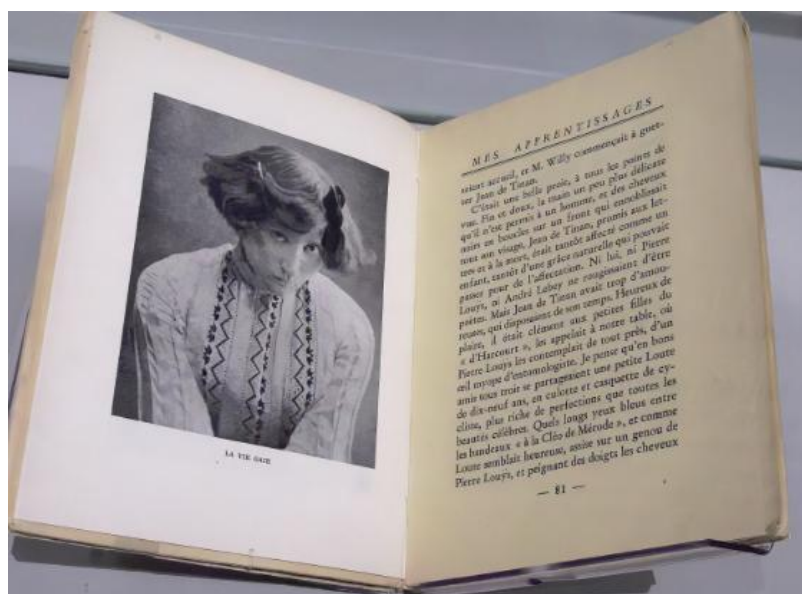 LA VIE GAIE
MES APPRENTISSAGES
saient accueil, et M. Willy commençait à guet-
ter Jean de Tinan.
C'était une belle proie, à tous les points de
vue. Fin et doux, la main un peu plus délicate
qu'il n'est permis à un homme, et des cheveux
noirs en boucles sur un front qui ennoblissait
tout son visage, Jean de Tinan, promis aux let-
tres et à la mort, était tantôt affecté comme un
enfant, tantôt d'une grâce naturelle qui pouvait
passer pour de l'affectation. Ni lui, ni Pierre
Louÿs, ni André Lebey ne rougissaient d'être
poètes. Mais Jean de Tinan avait trop d'amou-
reuses, qui disposaient de son temps. Heureux de
plaire, il était clément aux petites filles du
« d'Harcourt », les appelait à notre table, où
Pierre Louÿs les contemplait de tout près, d'un
œil myope d'entomologiste. Je pense qu'en bons
amis tous trois se partageaient une petite Loute
de dix-neuf ans, en culotte et casquette de cy-
cliste, plus riche de perfections que toutes les
beautés célèbres. Quels longs yeux bleus entre
les bandeaux « à la Cléo de Mérode », et comme
Loute semblait heureuse, assise sur un genou de
Pierre Louÿs, et peignant des doigts les cheveux
— 81 —